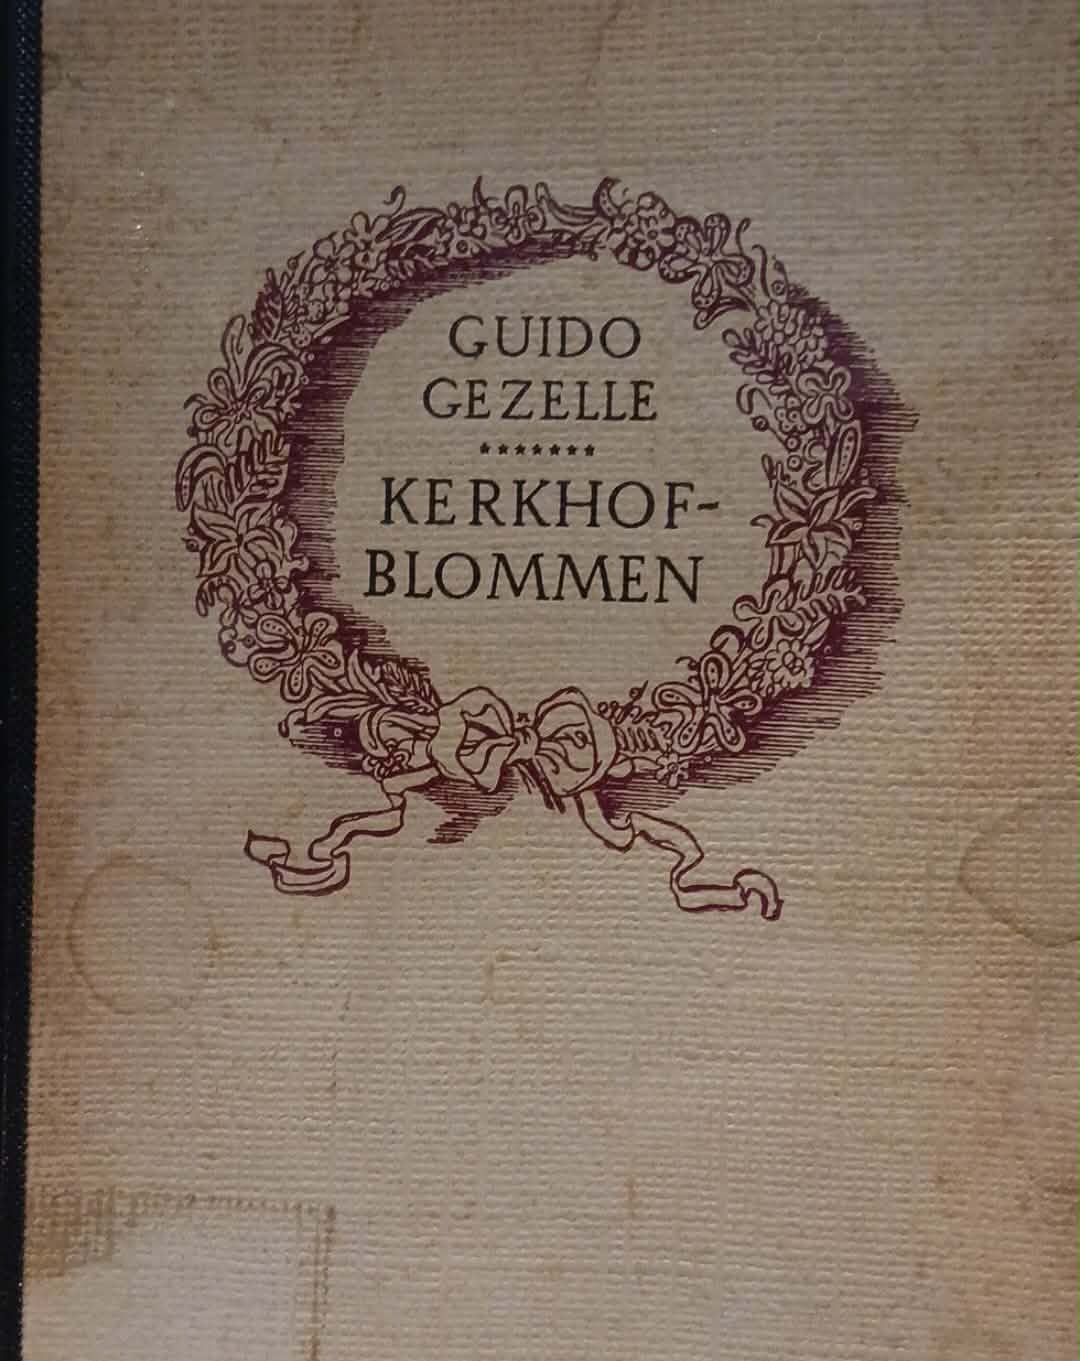 GUIDO
GEZELLE
*******
KERKHOF-
BLOMMEN